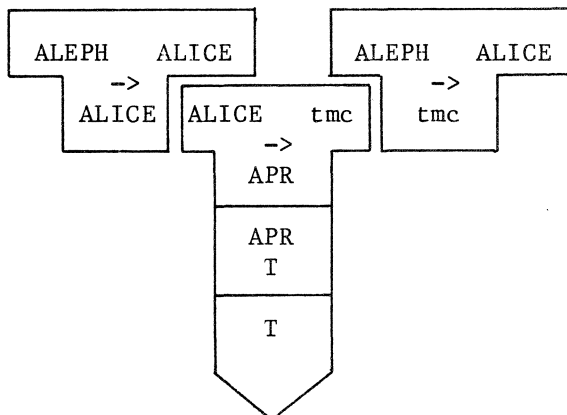 ALEPH ALICE
->
ALICE
ALICE tmc
->
APR
APR
T
T
ALEPH ALICE
->
tmc